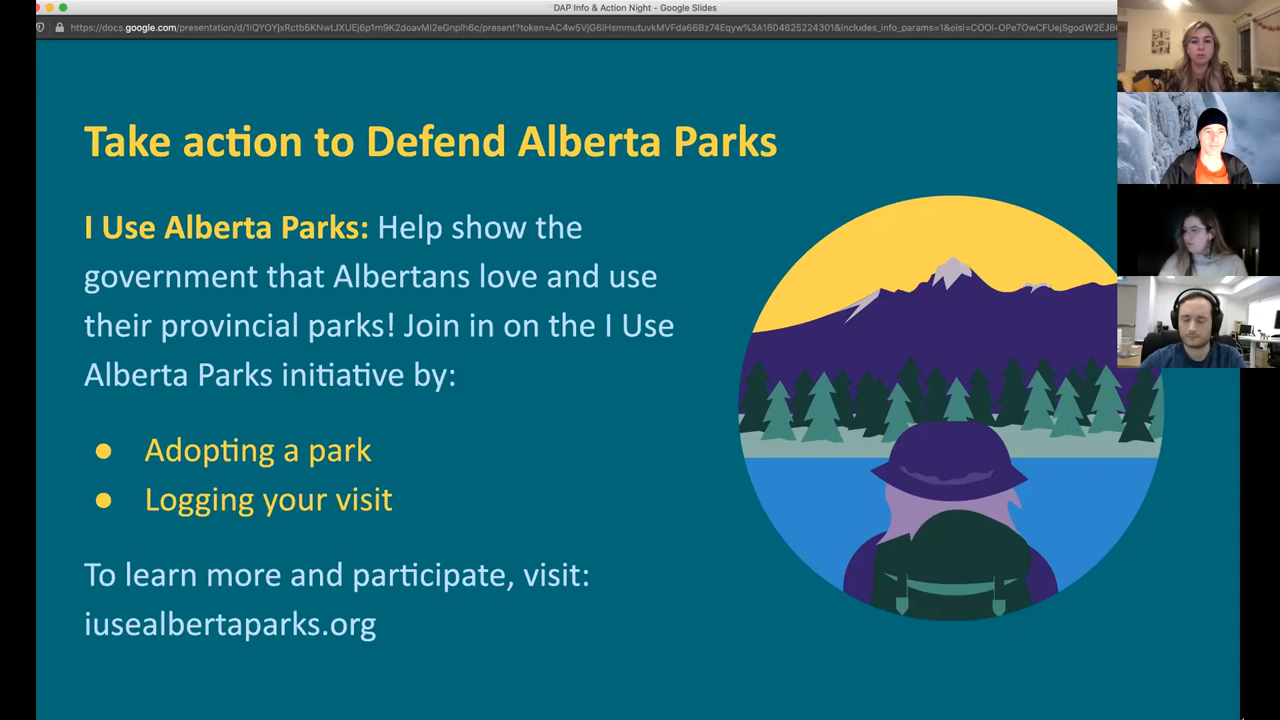 DAP Info & Action Night - Google Slides
Take action to Defend Alberta Parks
I Use Alberta Parks: Help show the
government that Albertans love and use
their provincial parks! Join in on the I Use
Alberta Parks initiative by:
● Adopting a park
● Logging your visit
To learn more and participate, visit:
iusealbertaparks.org